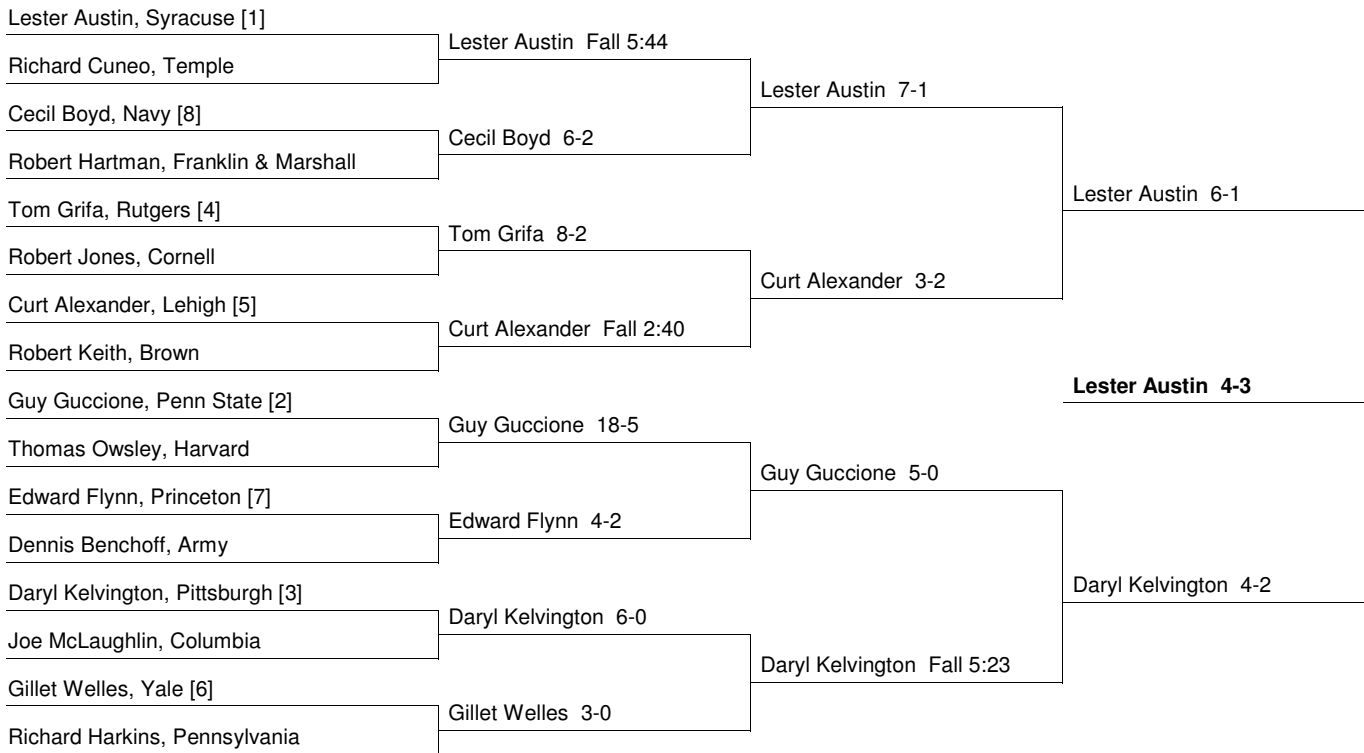 Lester Austin, Syracuse [1]
Richard Cuneo, Temple
Cecil Boyd, Navy [8]
Robert Hartman, Franklin & Marshall
Tom Grifa, Rutgers [4]
Robert Jones, Cornell
Curt Alexander, Lehigh [5]
Robert Keith, Brown
Guy Guccione, Penn State [2]
Thomas Owsley, Harvard
Edward Flynn, Princeton [7]
Dennis Benchoff, Army
Daryl Kelvington, Pittsburgh [3]
Joe McLaughlin, Columbia
Gillet Welles, Yale [6]
Richard Harkins, Pennsylvania
Lester Austin Fall 5:44
Cecil Boyd 6-2
Tom Grifa 8-2
Curt Alexander Fall 2:40
Guy Guccione 18-5
Edward Flynn 4-2
Daryl Kelvington 6-0
Gillet Welles 3-0
Lester Austin 7-1
Curt Alexander 3-2
Guy Guccione 5-0
Daryl Kelvington Fall 5:23
Lester Austin 6-1
Lester Austin 4-3
Daryl Kelvington 4-2